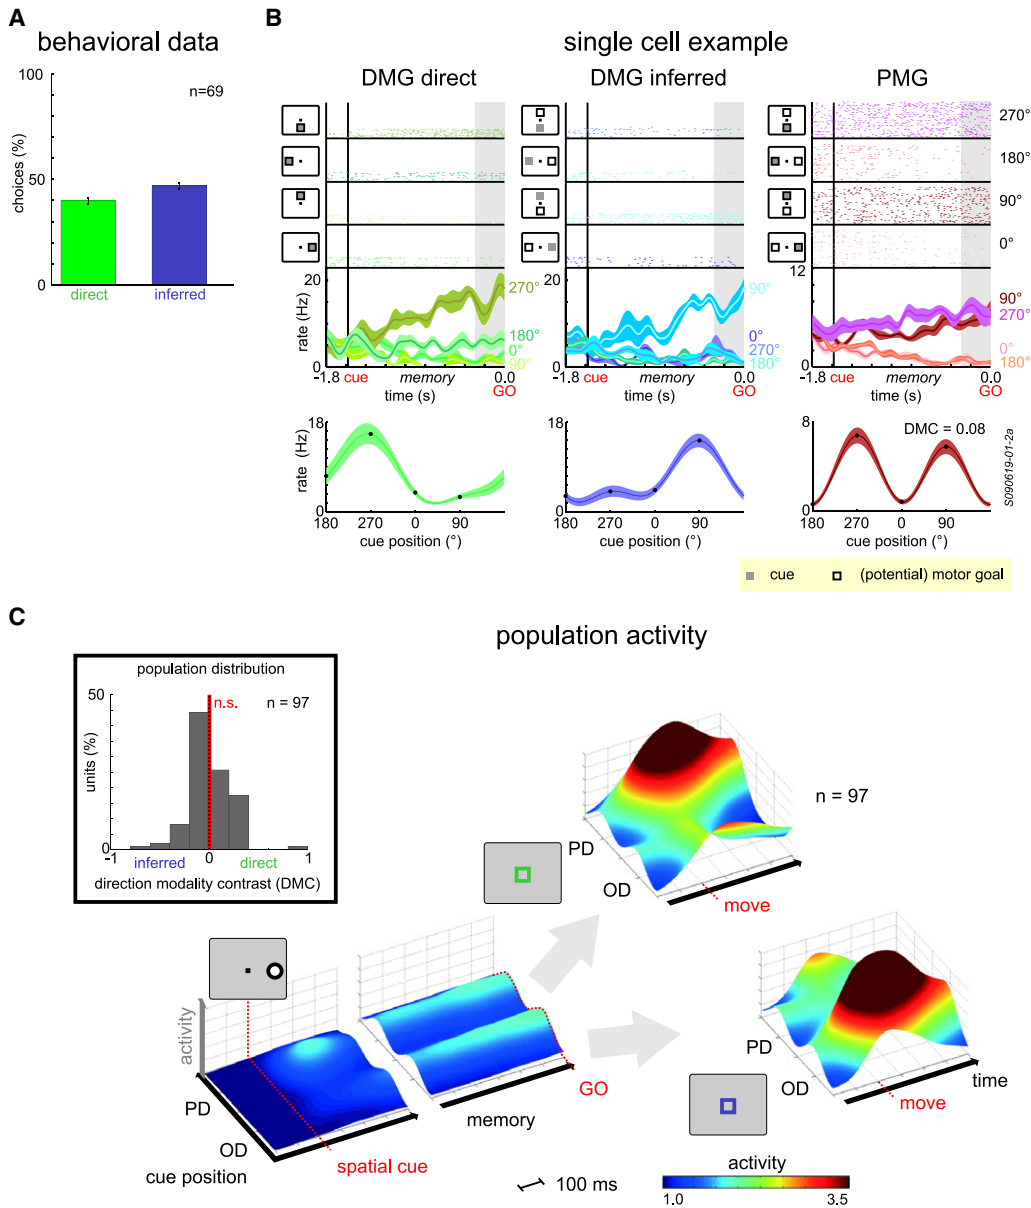 A
behavioral data
100
n=69
choices (%)
50
0
direct
inferred
B
single cell example
DMG direct
DMG inferred
PMG
270°
180°
90°
0°
20
rate (Hz)
0
270°
180°
0°
90°
-1.8 cue
memory
0.0
GO
time (s)
20
0
90°
0°
270°
180°
-1.8 cue
memory
0.0
GO
time (s)
12
0
90°
270°
0°
180°
-1.8 cue
memory
0.0
GO
time (s)
18
rate (Hz)
0
180 270 0 90
cue position (°)
18
0
180 270 0 90
cue position (°)
8
DMC = 0.08
0
180 270 0 90
cue position (°)
S090619-01-2a
cue
(potential) motor goal
C
population activity
population distribution
50
n.s.
n = 97
units (%)
0
-1 inferred 0 direct 1
direction modality contrast (DMC)
n = 97
PD
OD
move
activity
PD
OD
cue position
spatial cue
memory
GO
PD
OD
move
time
100 ms
activity
1.0
3.5